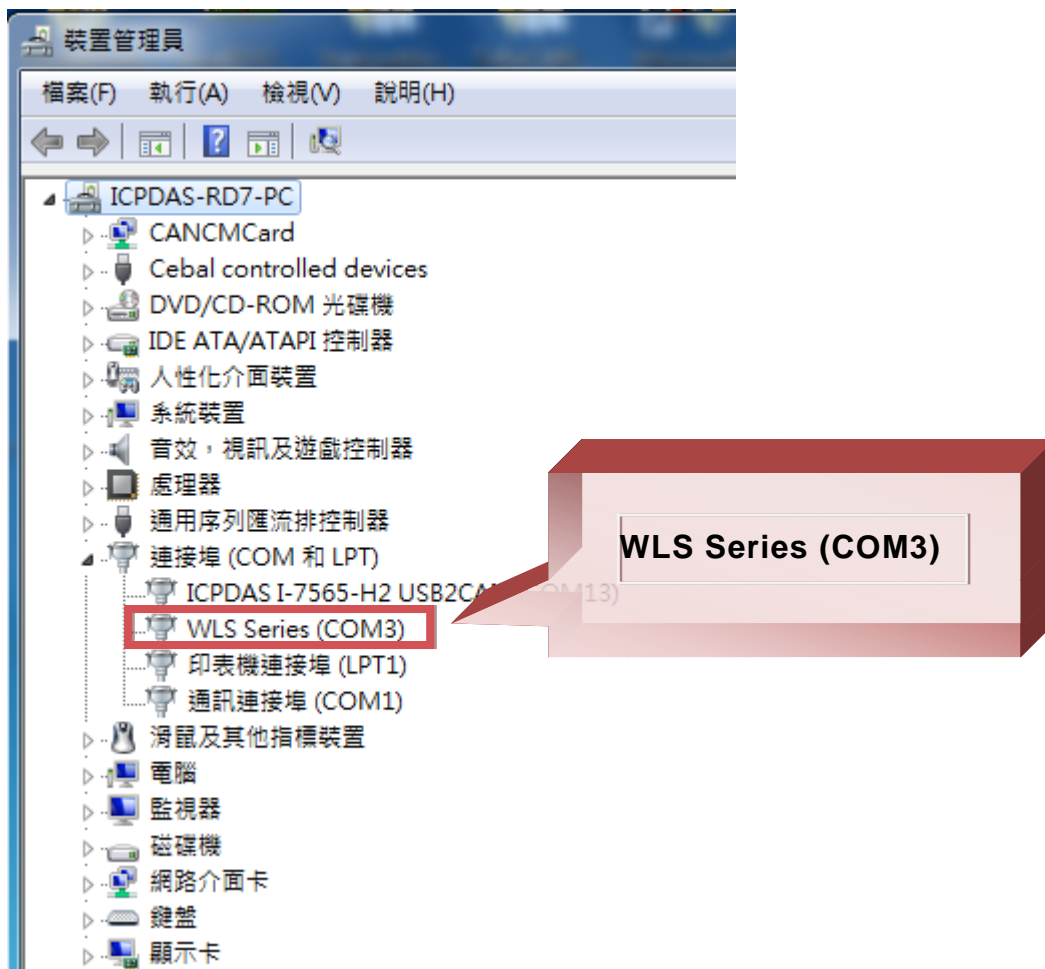 裝置管理員
檔案(F) 執行(A) 檢視(V) 說明(H)
ICPDAS-RD7-PC
CANCMCard
Cebal controlled devices
DVD/CD-ROM 光碟機
IDE ATA/ATAPI 控制器
人性化介面裝置
系統裝置
音效，視訊及遊戲控制器
處理器
通用序列匯流排控制器
連接埠 (COM 和 LPT)
ICPDAS I-7565-H2 USB2CAN (COM13)
WLS Series (COM3)
印表機連接埠 (LPT1)
通訊連接埠 (COM1)
滑鼠及其他指標裝置
電腦
監視器
磁碟機
網路介面卡
鍵盤
顯示卡
WLS Series (COM3)